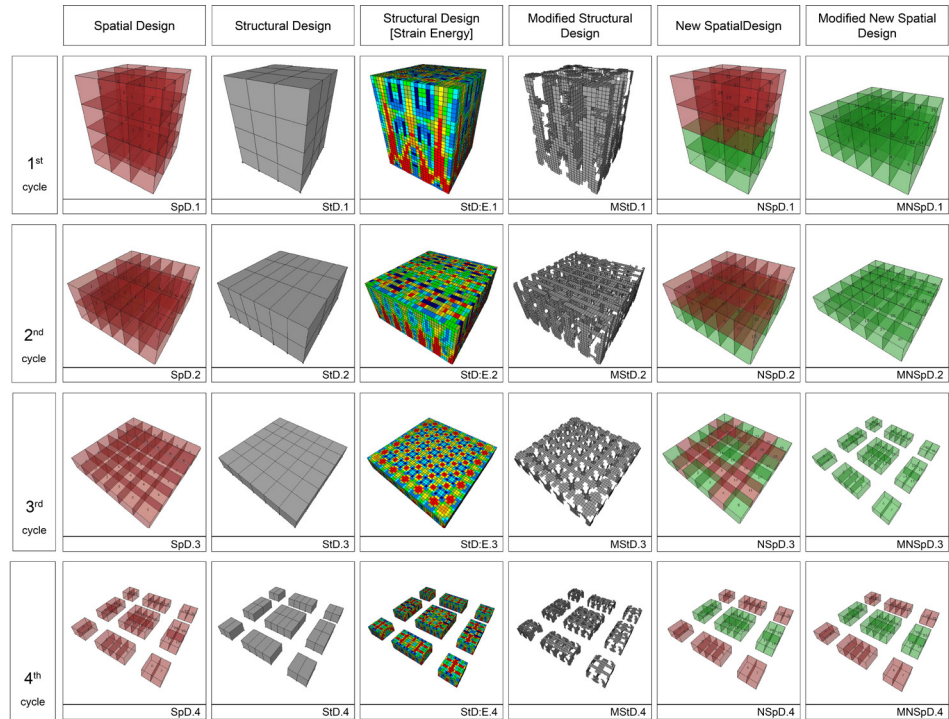 Spatial Design
Structural Design
Structural Design
[Strain Energy]
Modified Structural
Design
New SpatialDesign
Modified New Spatial
Design
1st
cycle
SpD.1
StD.1
StD:E.1
MStD.1
NSpD.1
MNSpD.1
2nd
cycle
SpD.2
StD.2
StD:E.2
MStD.2
NSpD.2
MNSpD.2
3rd
cycle
SpD.3
StD.3
StD:E.3
MStD.3
NSpD.3
MNSpD.3
4th
cycle
SpD.4
StD.4
StD:E.4
MStD.4
NSpD.4
MNSpD.4